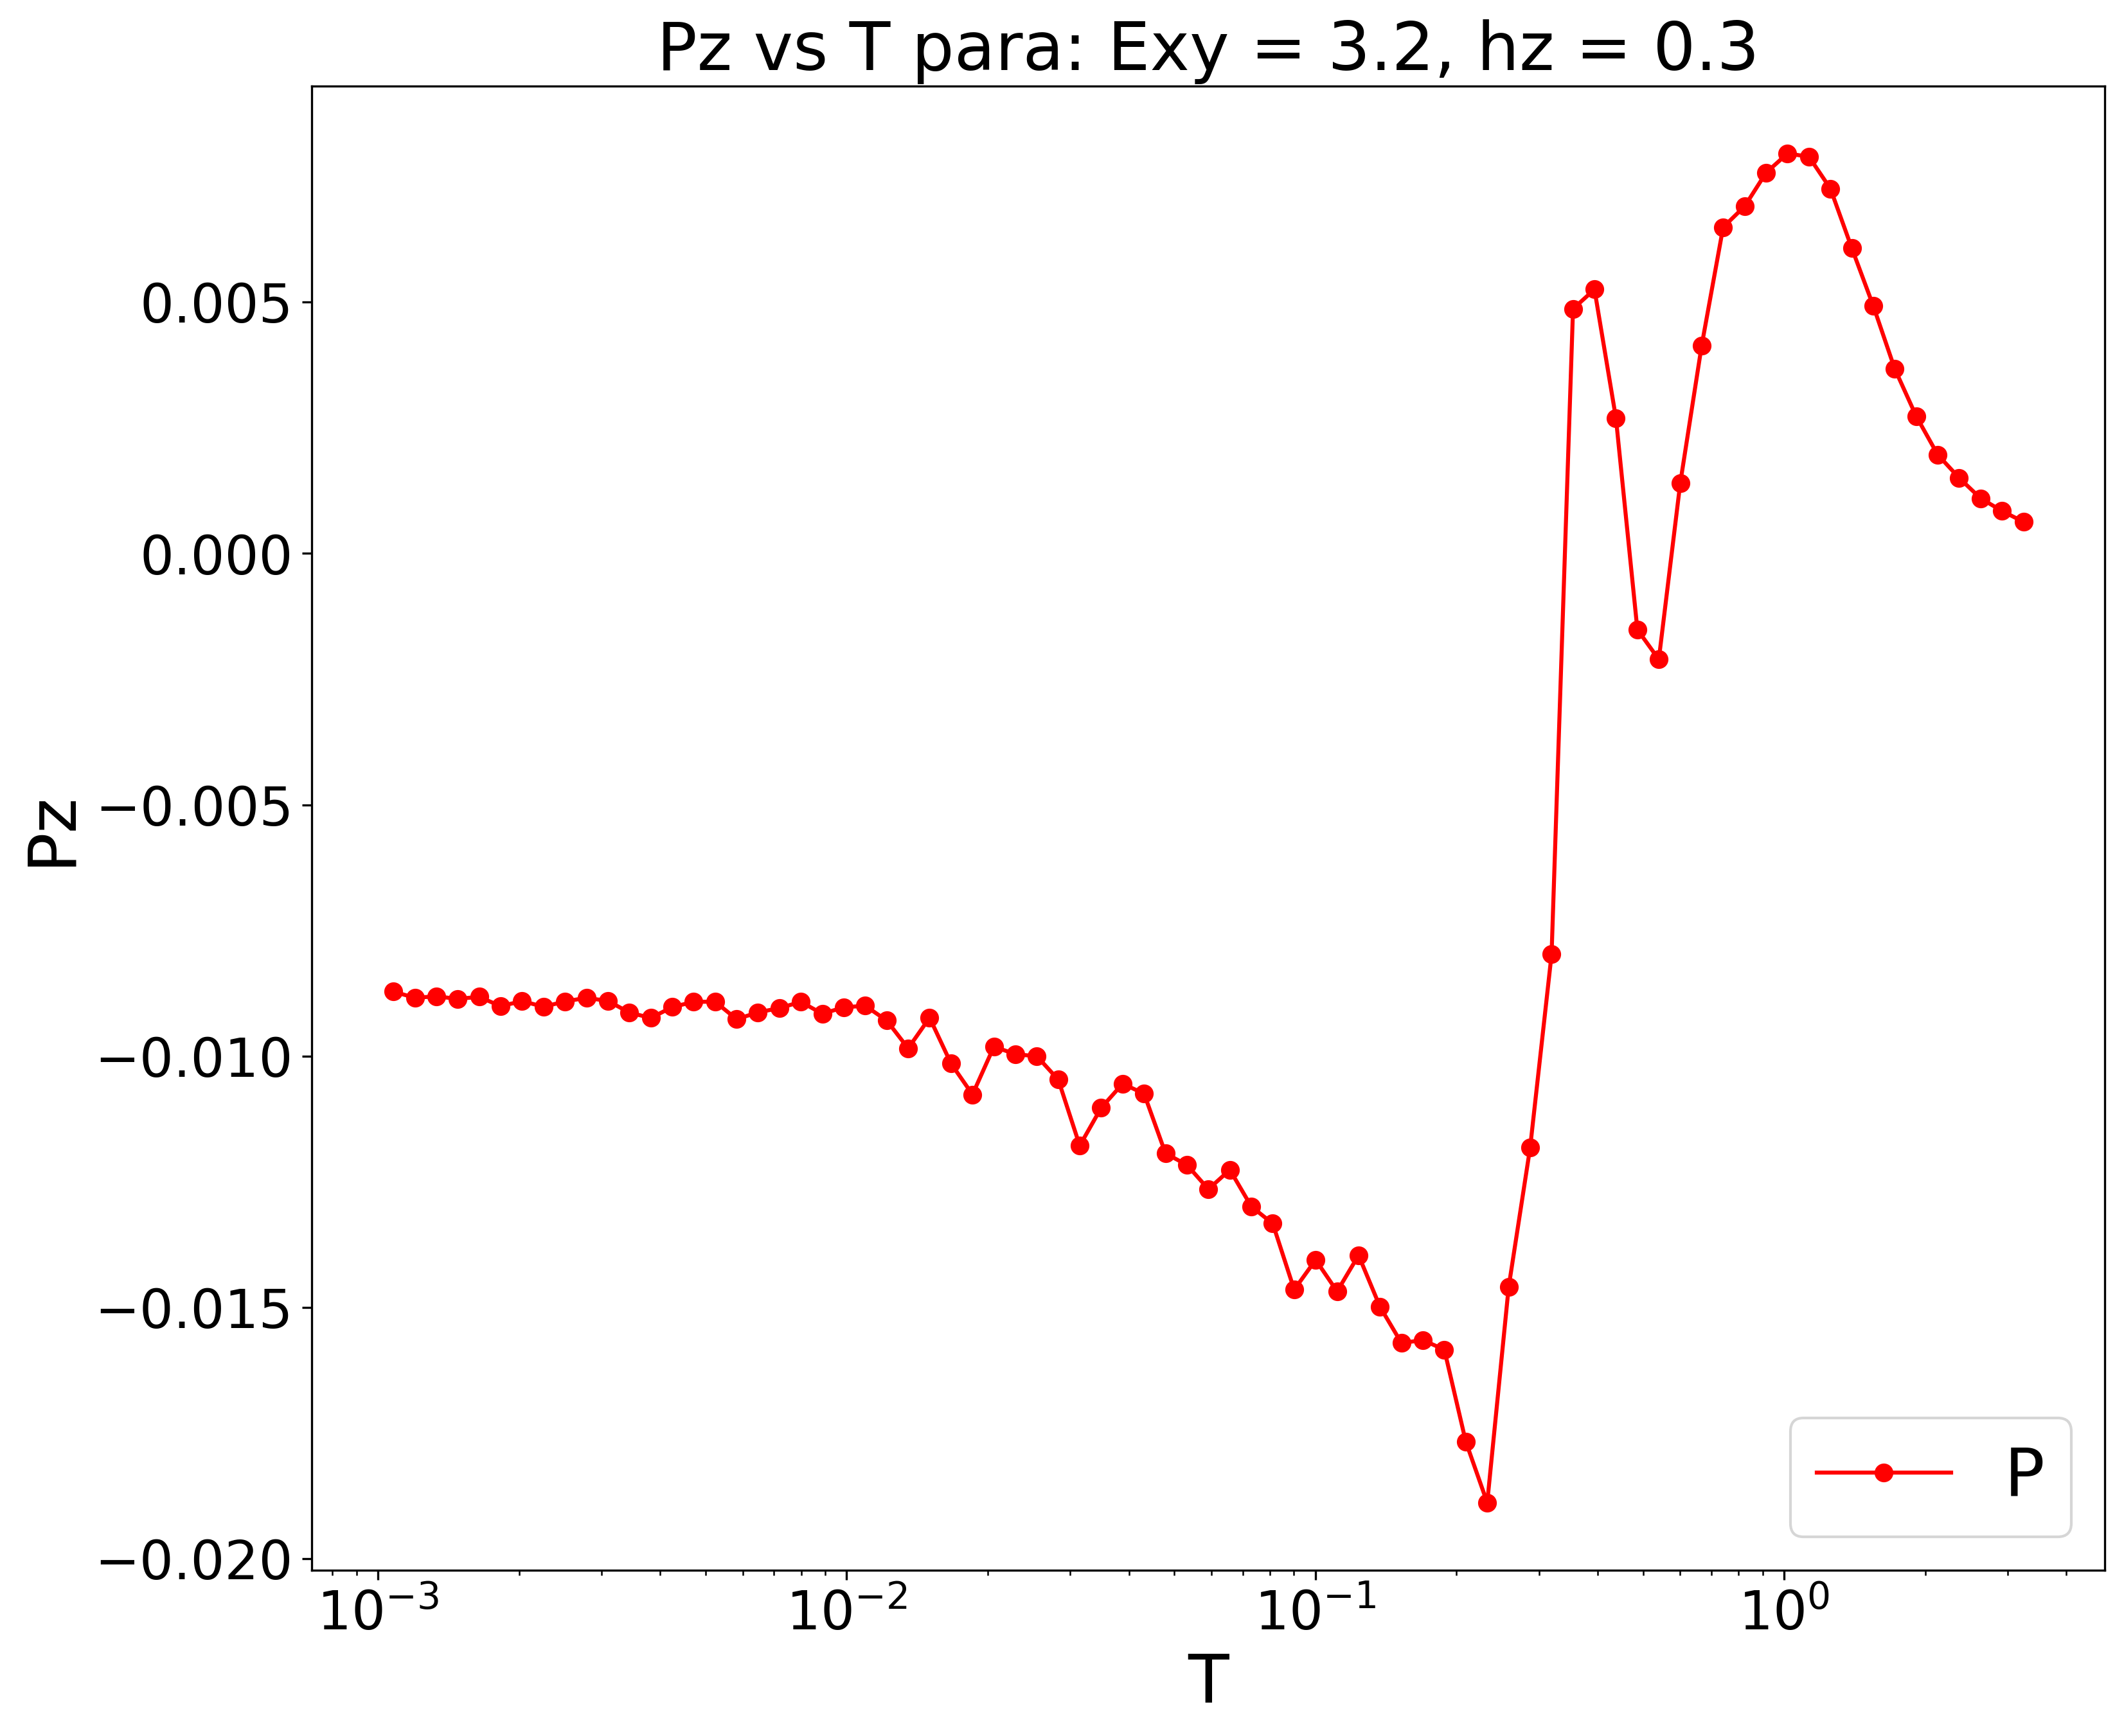 Pz vs T para: Exy = 3.2, hz = 0.3
0.005
0.000
−0.005
−0.010
−0.015
−0.020
Pz
P
10⁻³ 10⁻² 10⁻¹ 10⁰
T